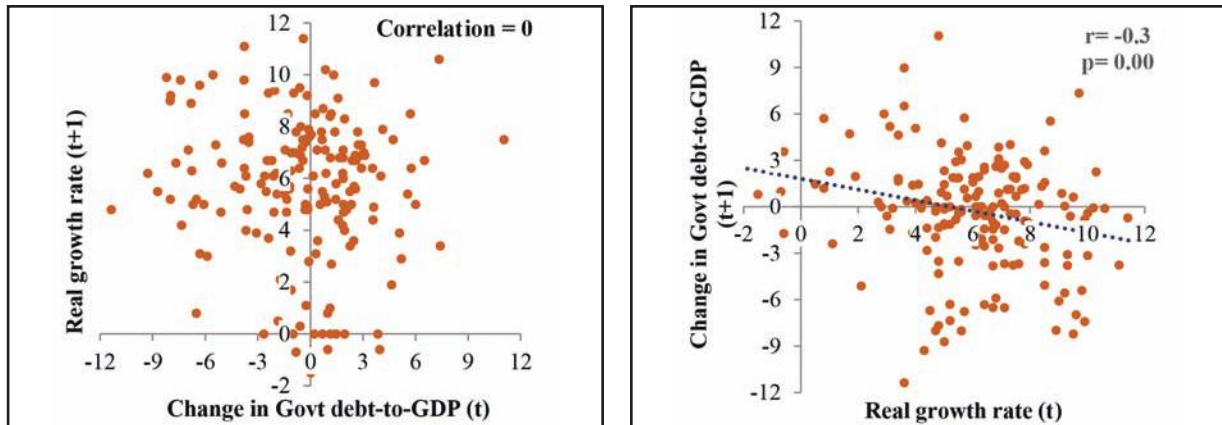 12
Correlation = 0
10
8
6
4
2
0
-2
Real growth rate (t+1)
-12 -9 -6 -3 0 3 6 9 12
Change in Govt debt-to-GDP (t)
12
r= -0.3
p= 0.00
9
6
3
0
-3
-6
-9
-12
Change in Govt debt-to-GDP
(t+1)
-2 0 2 4 6 8 10 12 14
Real growth rate (t)